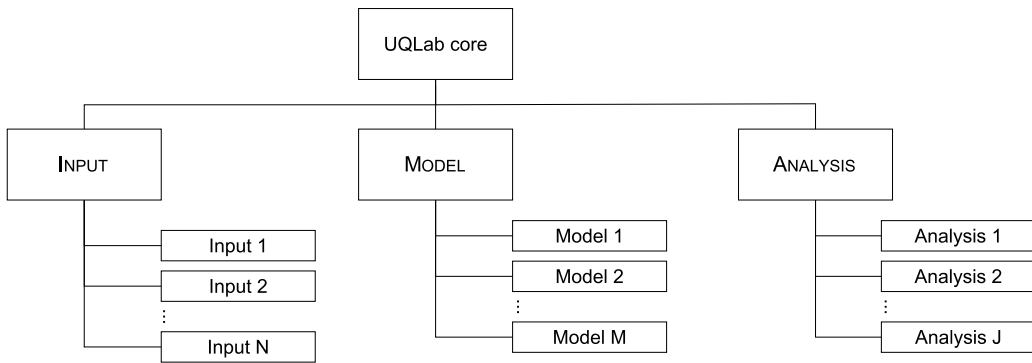 UQLab core
INPUT
MODEL
ANALYSIS
Input 1
Input 2
⋮
Input N
Model 1
Model 2
⋮
Model M
Analysis 1
Analysis 2
⋮
Analysis J